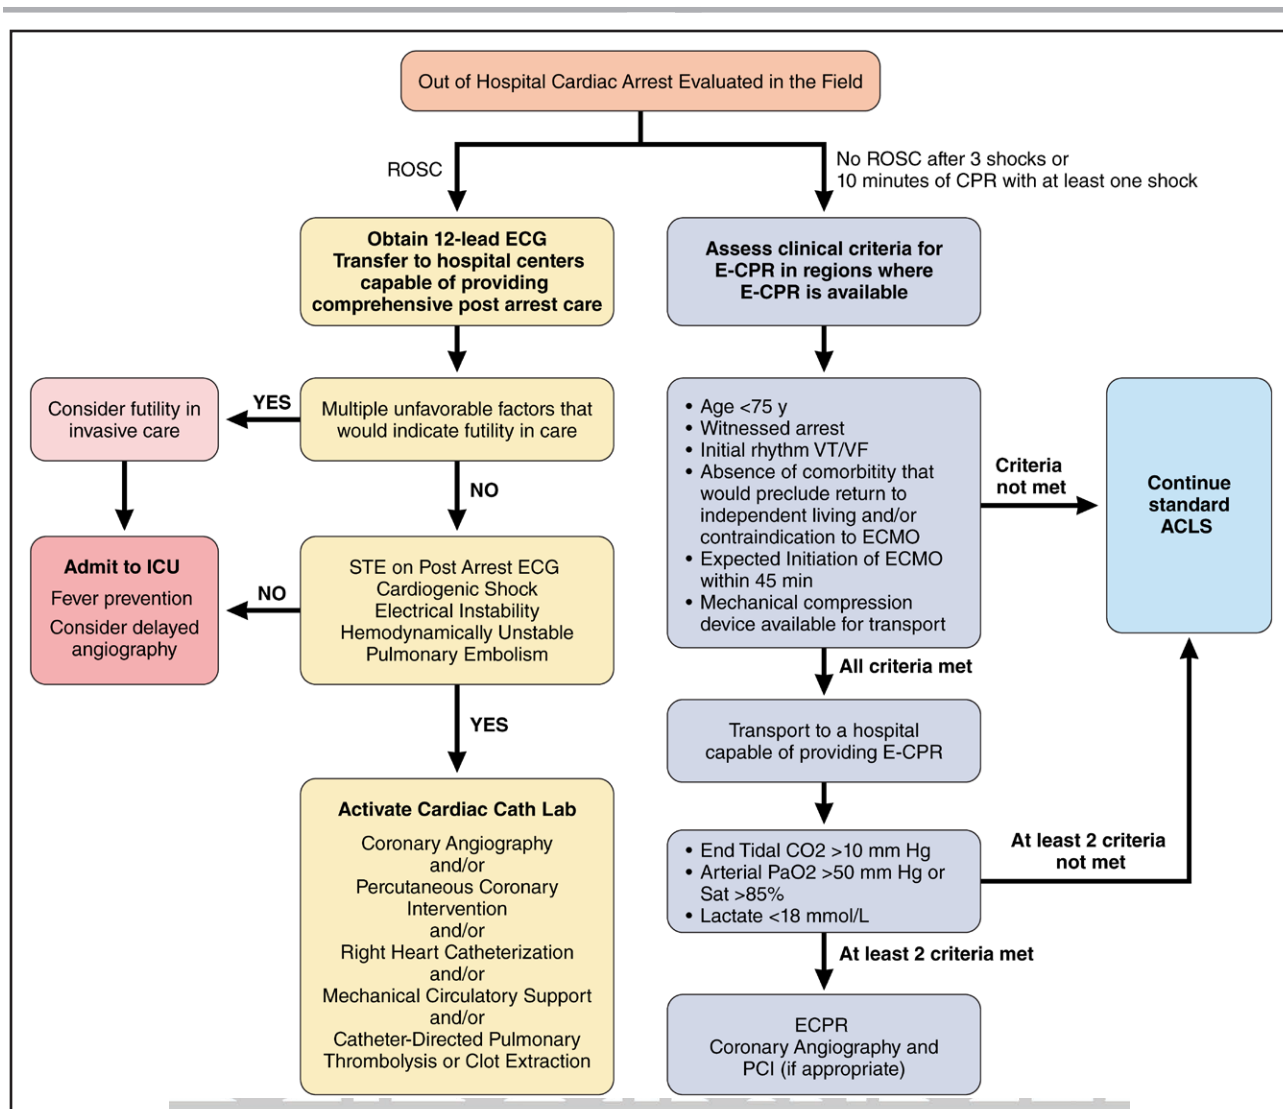 Out of Hospital Cardiac Arrest Evaluated in the Field
ROSC
No ROSC after 3 shocks or
10 minutes of CPR with at least one shock
Obtain 12-lead ECG
Transfer to hospital centers
capable of providing
comprehensive post arrest care
Assess clinical criteria for
E-CPR in regions where
E-CPR is available
Consider futility in
invasive care
YES
Multiple unfavorable factors that
would indicate futility in care
NO
Admit to ICU
Fever prevention
Consider delayed
angiography
NO
STE on Post Arrest ECG
Cardiogenic Shock
Electrical Instability
Hemodynamically Unstable
Pulmonary Embolism
YES
Activate Cardiac Cath Lab
Coronary Angiography
and/or
Percutaneous Coronary
Intervention
and/or
Right Heart Catheterization
and/or
Mechanical Circulatory Support
and/or
Catheter-Directed Pulmonary
Thrombolysis or Clot Extraction
• Age <75 y
• Witnessed arrest
• Initial rhythm VT/VF
• Absence of comorbitity that
would preclude return to
independent living and/or
contraindication to ECMO
• Expected Initiation of ECMO
within 45 min
• Mechanical compression
device available for transport
Criteria
not met
Continue
standard
ACLS
All criteria met
Transport to a hospital
capable of providing E-CPR
• End Tidal CO2 >10 mm Hg
• Arterial PaO2 >50 mm Hg or
Sat >85%
• Lactate <18 mmol/L
At least 2 criteria
not met
At least 2 criteria met
ECPR
Coronary Angiography and
PCI (if appropriate)